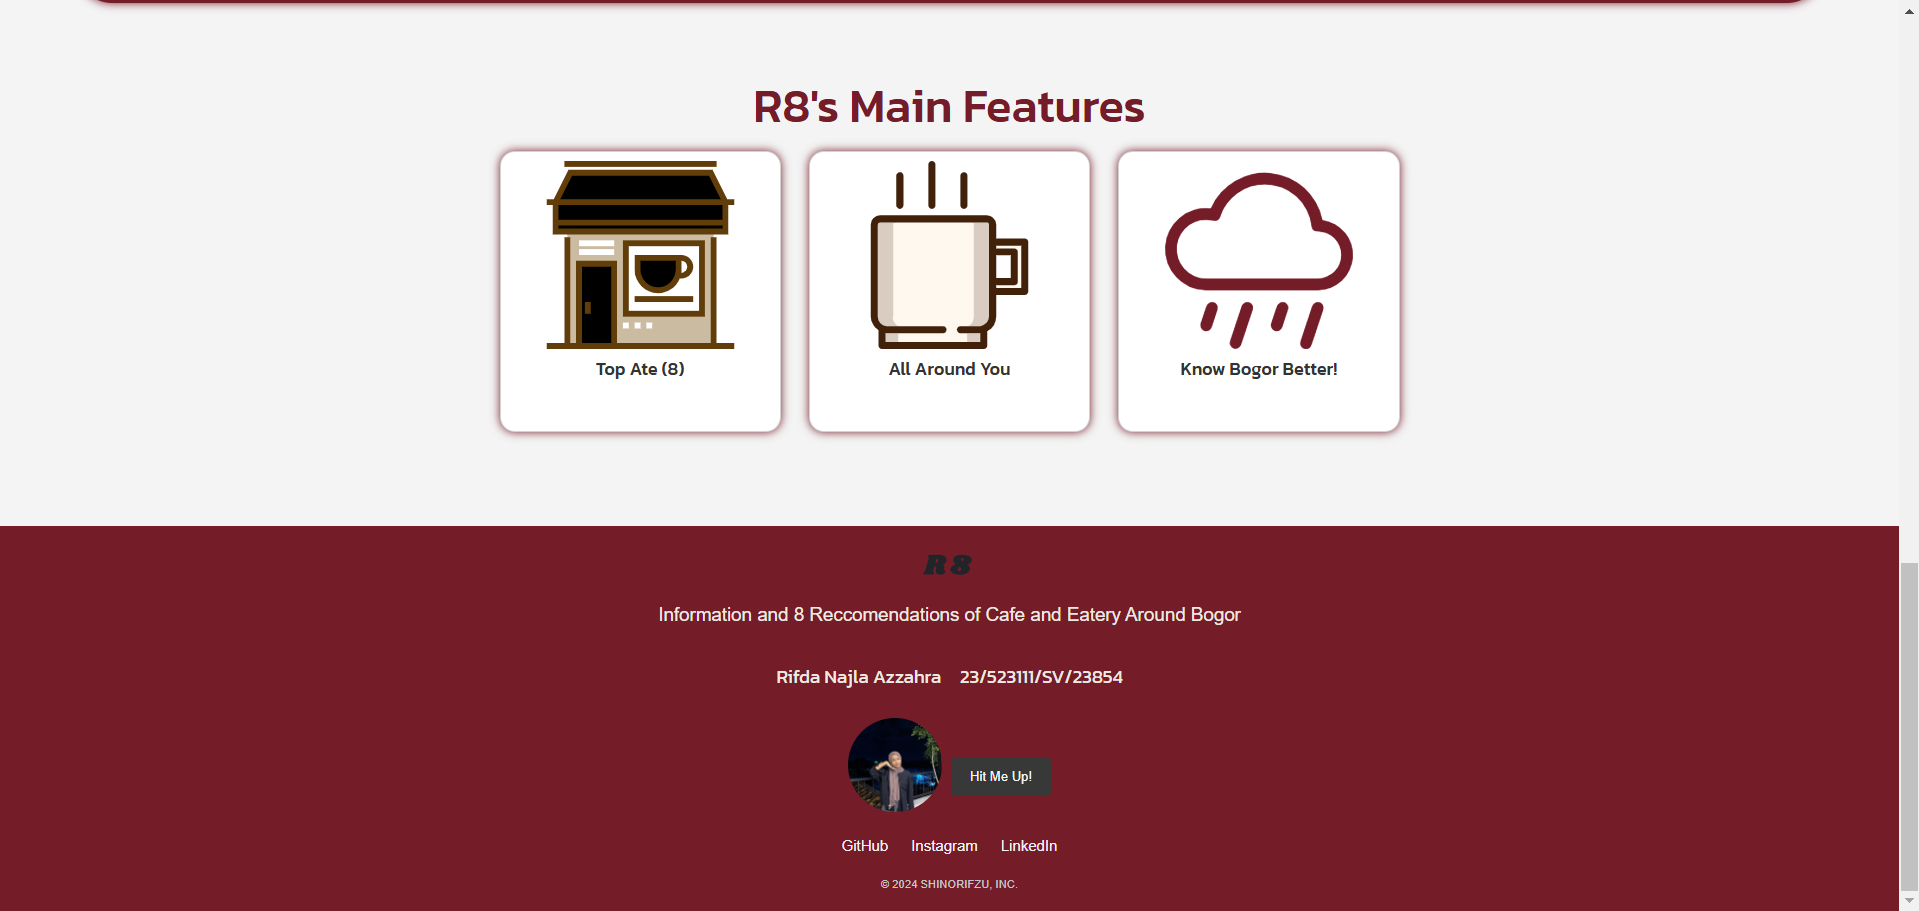 R8's Main Features
Top Ate (8)
All Around You
Know Bogor Better!
R8
Information and 8 Reccomendations of Cafe and Eatery Around Bogor
Rifda Najla Azzahra 23/523111/SV/23854
Hit Me Up!
GitHub Instagram LinkedIn
© 2024 SHINORIFZU, INC.